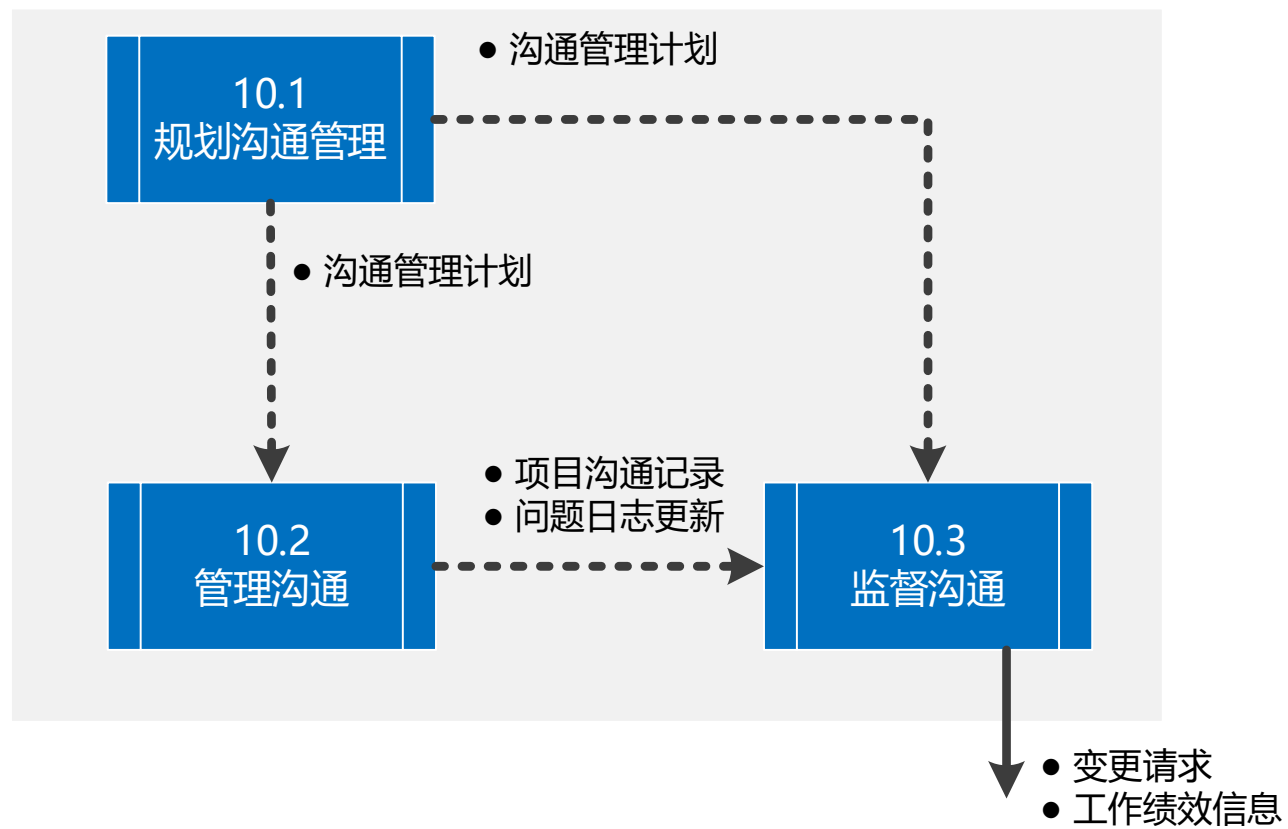 ● 沟通管理计划
10.1
规划沟通管理
● 沟通管理计划
● 项目沟通记录
● 问题日志更新
10.2
管理沟通
10.3
监督沟通
● 变更请求
● 工作绩效信息